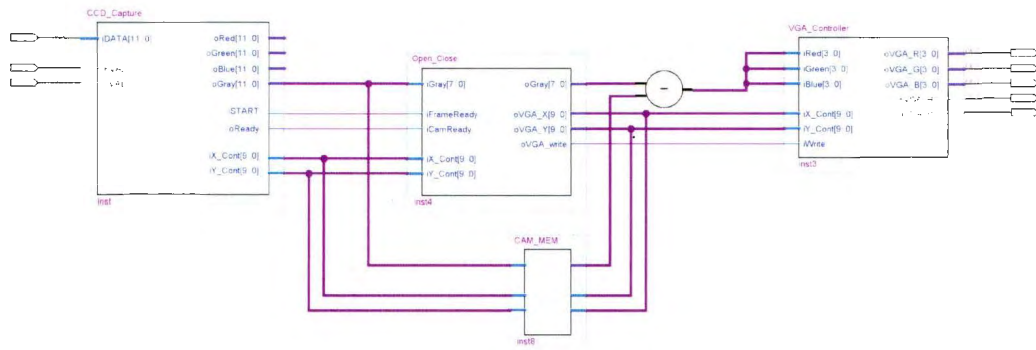 CCD_Capture
iDATA[11..0]
oRed[11..0]
oGreen[11..0]
oBlue[11..0]
oGray[11..0]
START
oReady
iX_Cont[9..0]
iY_Cont[9..0]
inst
Open_Close
iGray[7..0]
iFrameReady
iCamReady
iX_Cont[9..0]
iY_Cont[9..0]
oGray[7..0]
oVGA_X[9..0]
oVGA_Y[9..0]
oVGA_write
inst4
CAM_MEM
inst8
VGA_Controller
iRed[3..0]
iGreen[3..0]
iBlue[3..0]
iX_Cont[9..0]
iY_Cont[9..0]
iWrite
oVGA_R[3..0]
oVGA_G[3..0]
oVGA_B[3..0]
inst3